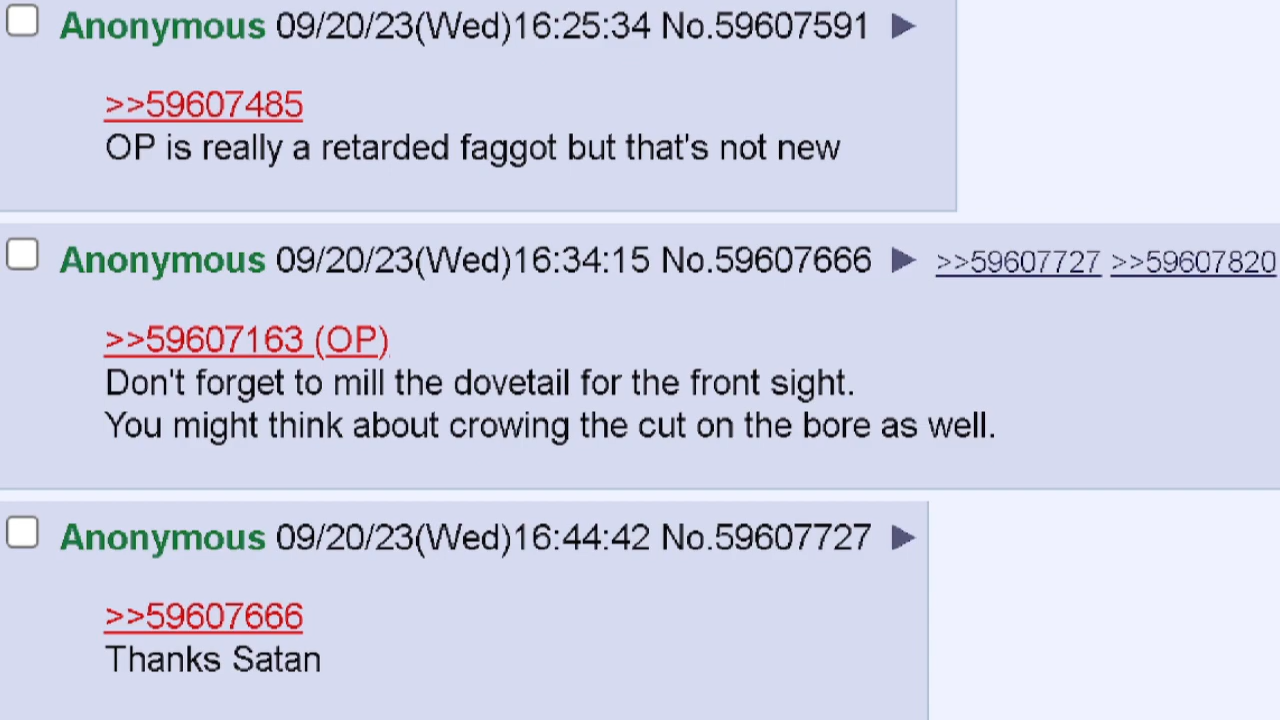 Anonymous 09/20/23(Wed)16:25:34 No.59607591 ▶
>>59607485
OP is really a retarded faggot but that's not new
Anonymous 09/20/23(Wed)16:34:15 No.59607666 ▶ >>59607727 >>59607820
>>59607163 (OP)
Don't forget to mill the dovetail for the front sight.
You might think about crowing the cut on the bore as well.
Anonymous 09/20/23(Wed)16:44:42 No.59607727 ▶
>>59607666
Thanks Satan